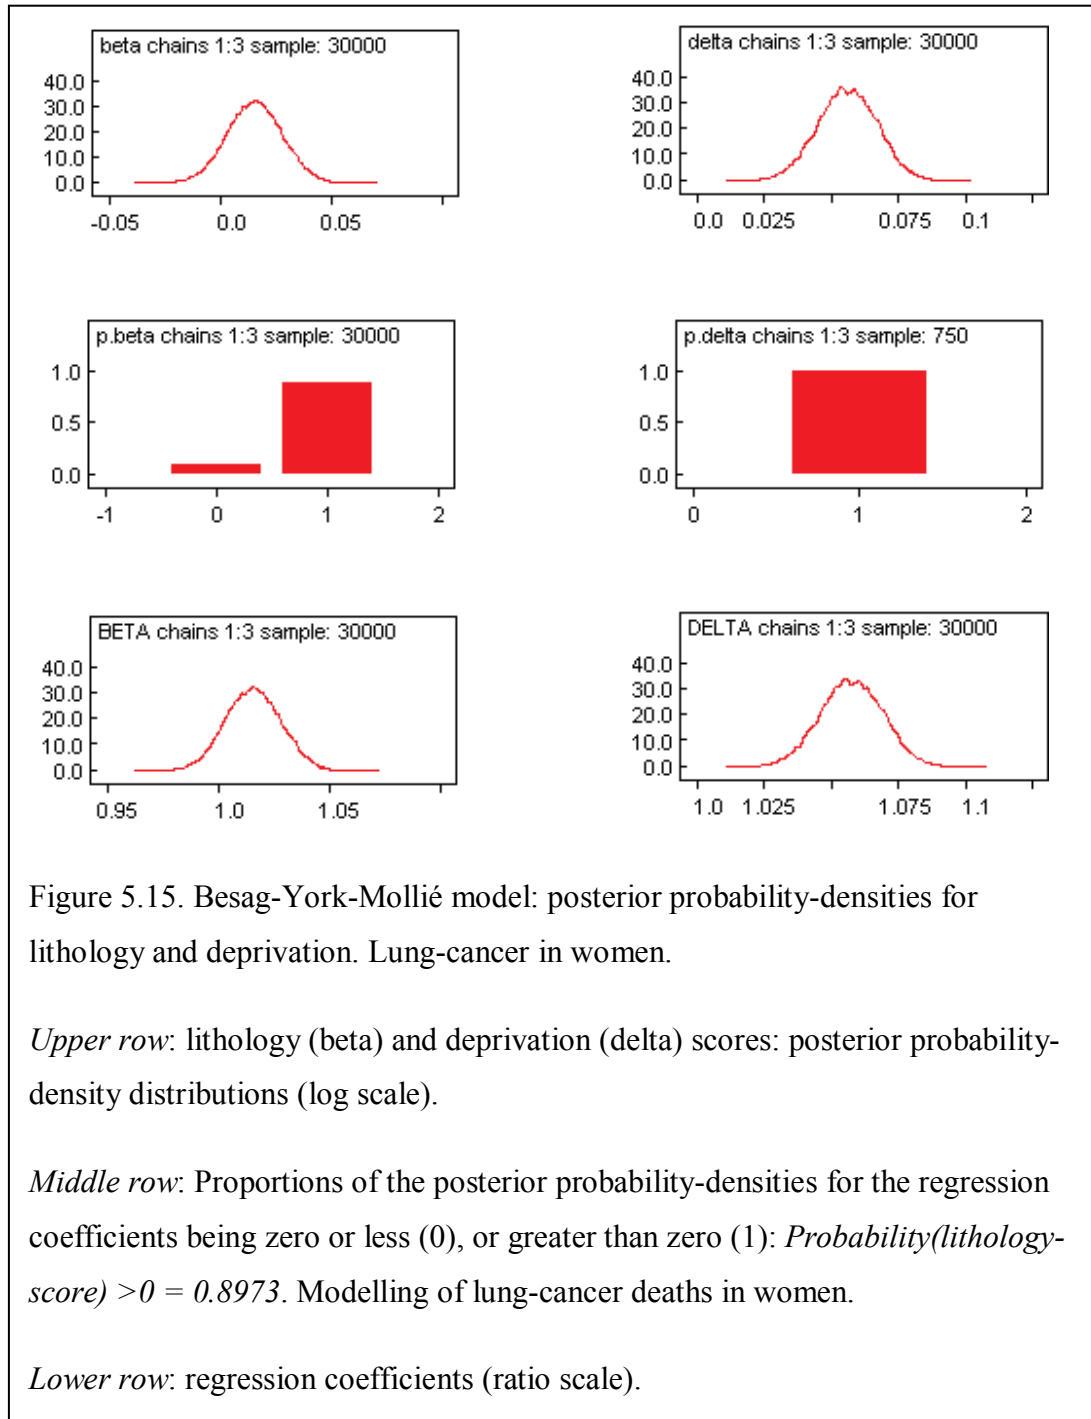 beta chains 1:3 sample: 30000
40.0
30.0
20.0
10.0
0.0
-0.05 0.0 0.05
delta chains 1:3 sample: 30000
40.0
30.0
20.0
10.0
0.0
0.0 0.025 0.075 0.1
p.beta chains 1:3 sample: 30000
1.0
0.5
0.0
-1 0 1 2
p.delta chains 1:3 sample: 750
1.0
0.5
0.0
0 1 2
BETA chains 1:3 sample: 30000
40.0
30.0
20.0
10.0
0.0
0.95 1.0 1.05
DELTA chains 1:3 sample: 30000
40.0
30.0
20.0
10.0
0.0
1.0 1.025 1.075 1.1
Figure 5.15. Besag-York-Mollié model: posterior probability-densities for
lithology and deprivation. Lung-cancer in women.
Upper row: lithology (beta) and deprivation (delta) scores: posterior probability-
density distributions (log scale).
Middle row: Proportions of the posterior probability-densities for the regression
coefficients being zero or less (0), or greater than zero (1): Probability(lithology-
score) >0 = 0.8973. Modelling of lung-cancer deaths in women.
Lower row: regression coefficients (ratio scale).